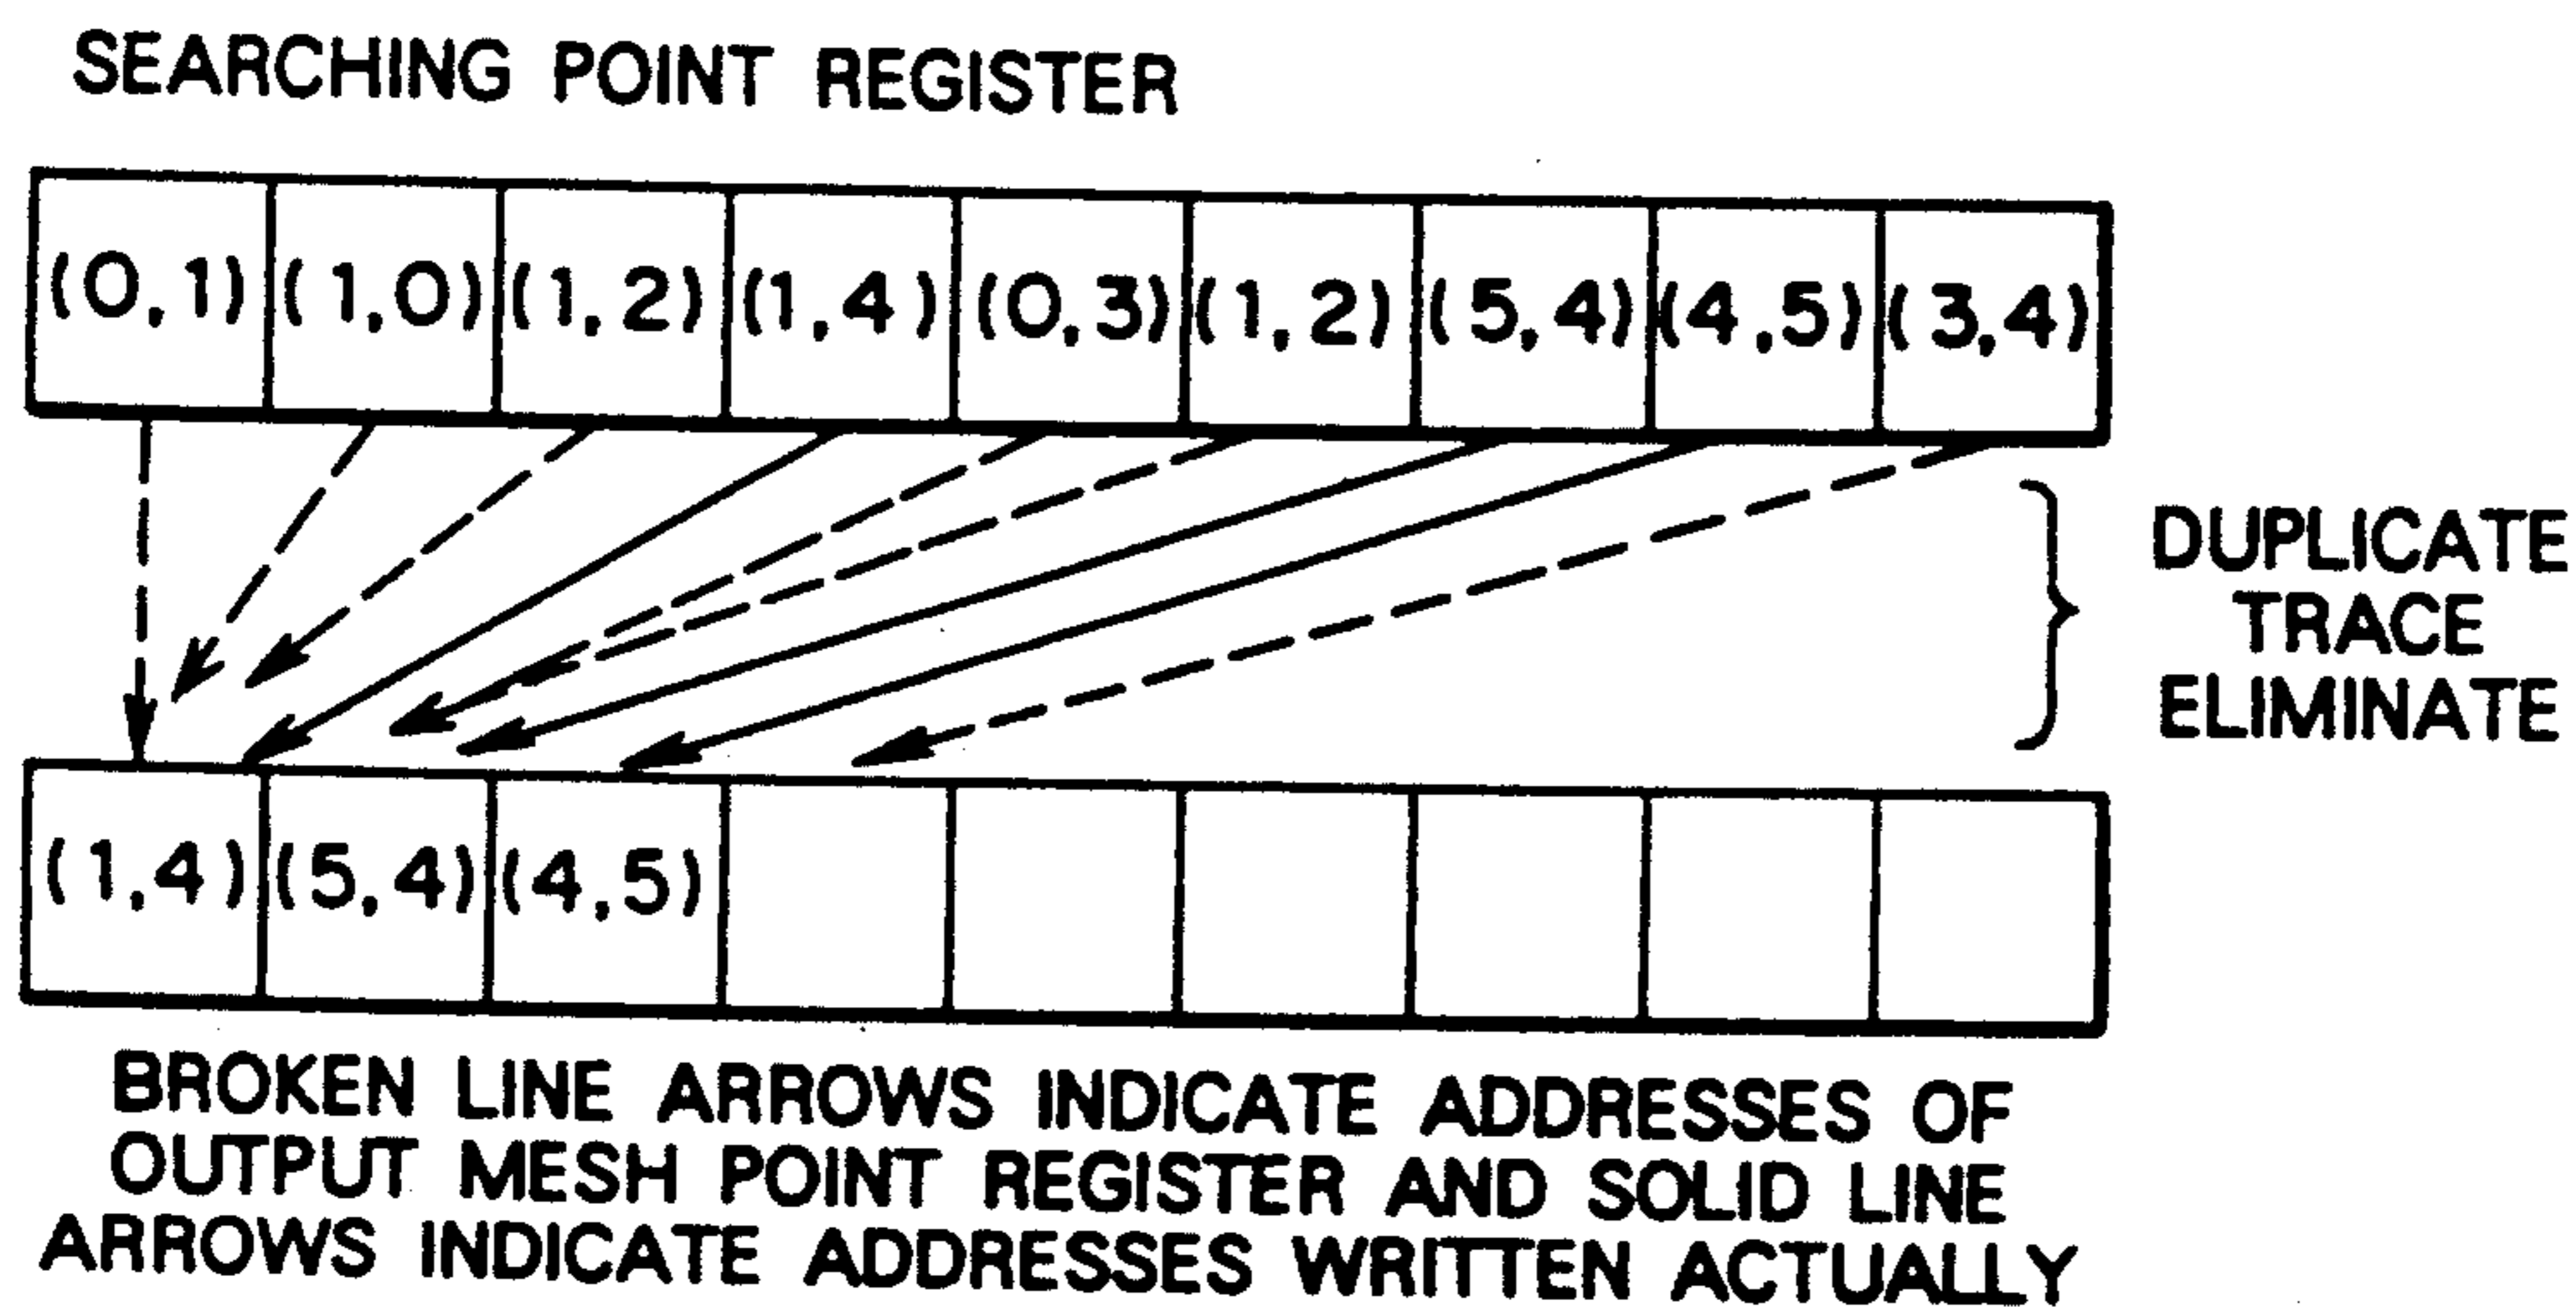 SEARCHING POINT REGISTER
(0,1) (1,0) (1,2) (1,4) (0,3) (1,2) (5,4) (4,5) (3,4)
DUPLICATE
TRACE
ELIMINATE
(1,4) (5,4) (4,5)
BROKEN LINE ARROWS INDICATE ADDRESSES OF
OUTPUT MESH POINT REGISTER AND SOLID LINE
ARROWS INDICATE ADDRESSES WRITTEN ACTUALLY